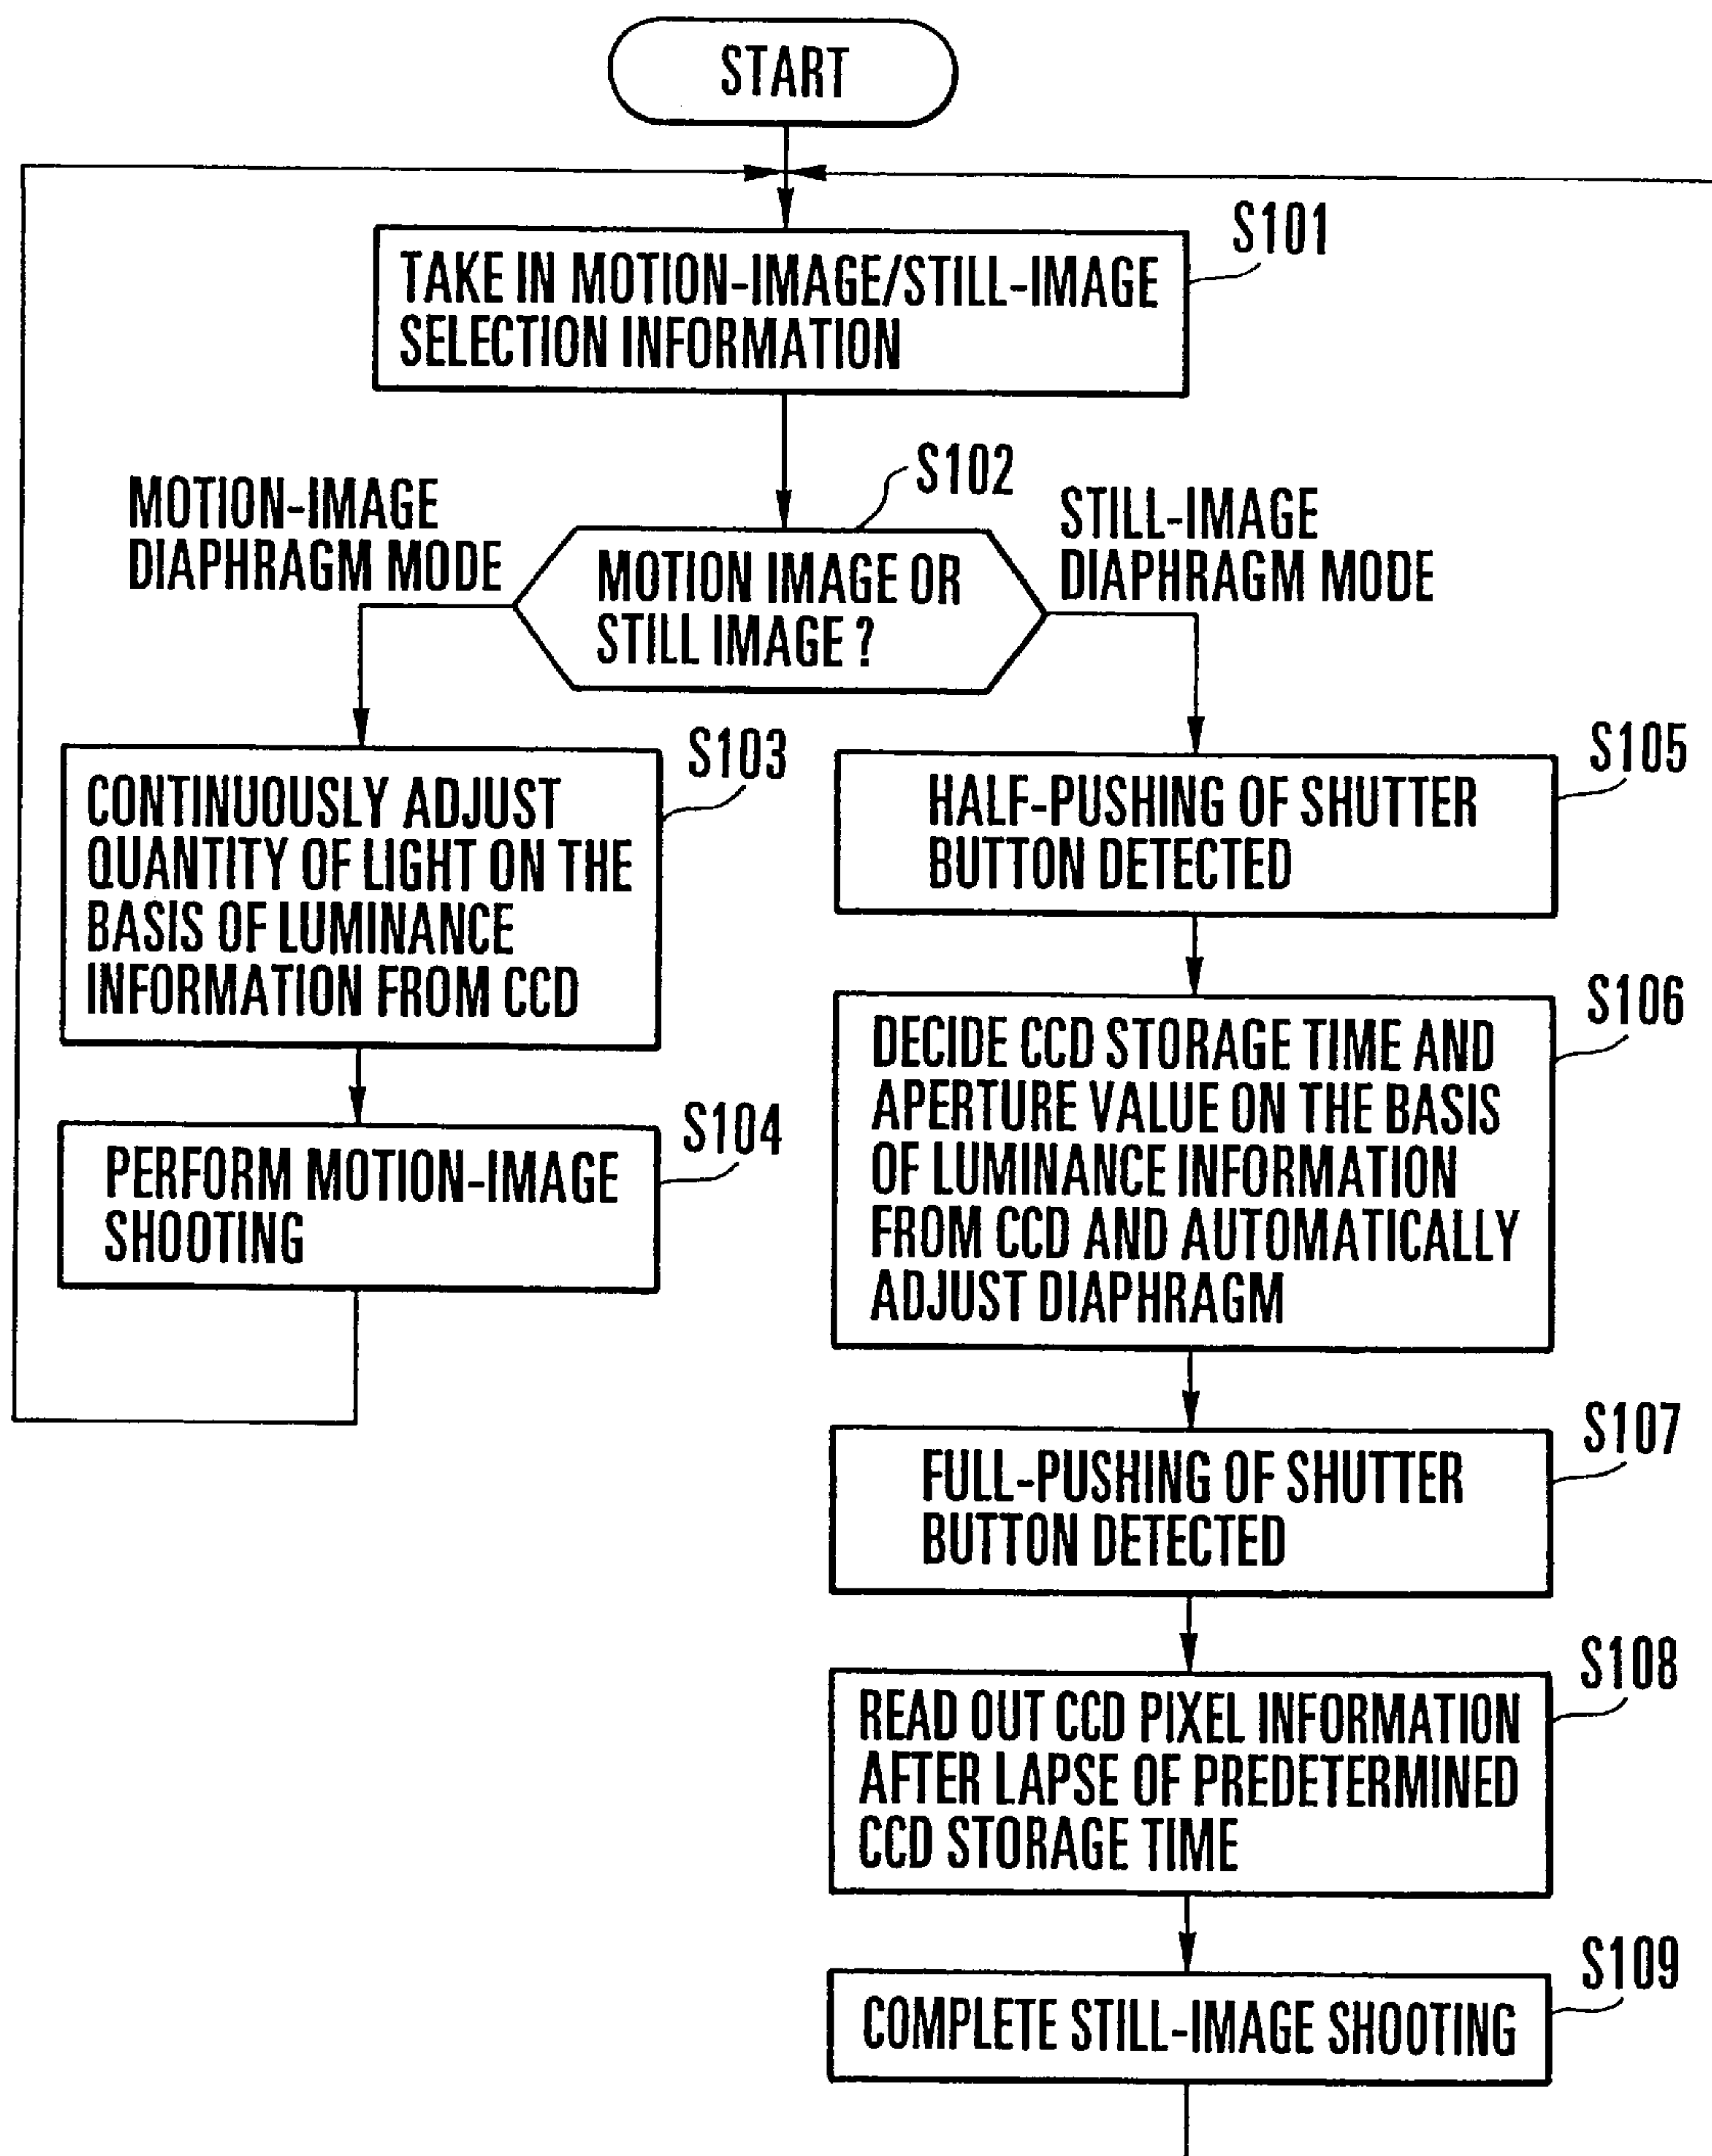 START
S101
TAKE IN MOTION-IMAGE/STILL-IMAGE
SELECTION INFORMATION
S102
MOTION-IMAGE
DIAPHRAGM MODE
STILL-IMAGE
DIAPHRAGM MODE
MOTION IMAGE OR
STILL IMAGE ?
S103
CONTINUOUSLY ADJUST
QUANTITY OF LIGHT ON THE
BASIS OF LUMINANCE
INFORMATION FROM CCD
S104
PERFORM MOTION-IMAGE
SHOOTING
S105
HALF-PUSHING OF SHUTTER
BUTTON DETECTED
S106
DECIDE CCD STORAGE TIME AND
APERTURE VALUE ON THE BASIS
OF LUMINANCE INFORMATION
FROM CCD AND AUTOMATICALLY
ADJUST DIAPHRAGM
S107
FULL-PUSHING OF SHUTTER
BUTTON DETECTED
S108
READ OUT CCD PIXEL INFORMATION
AFTER LAPSE OF PREDETERMINED
CCD STORAGE TIME
S109
COMPLETE STILL-IMAGE SHOOTING